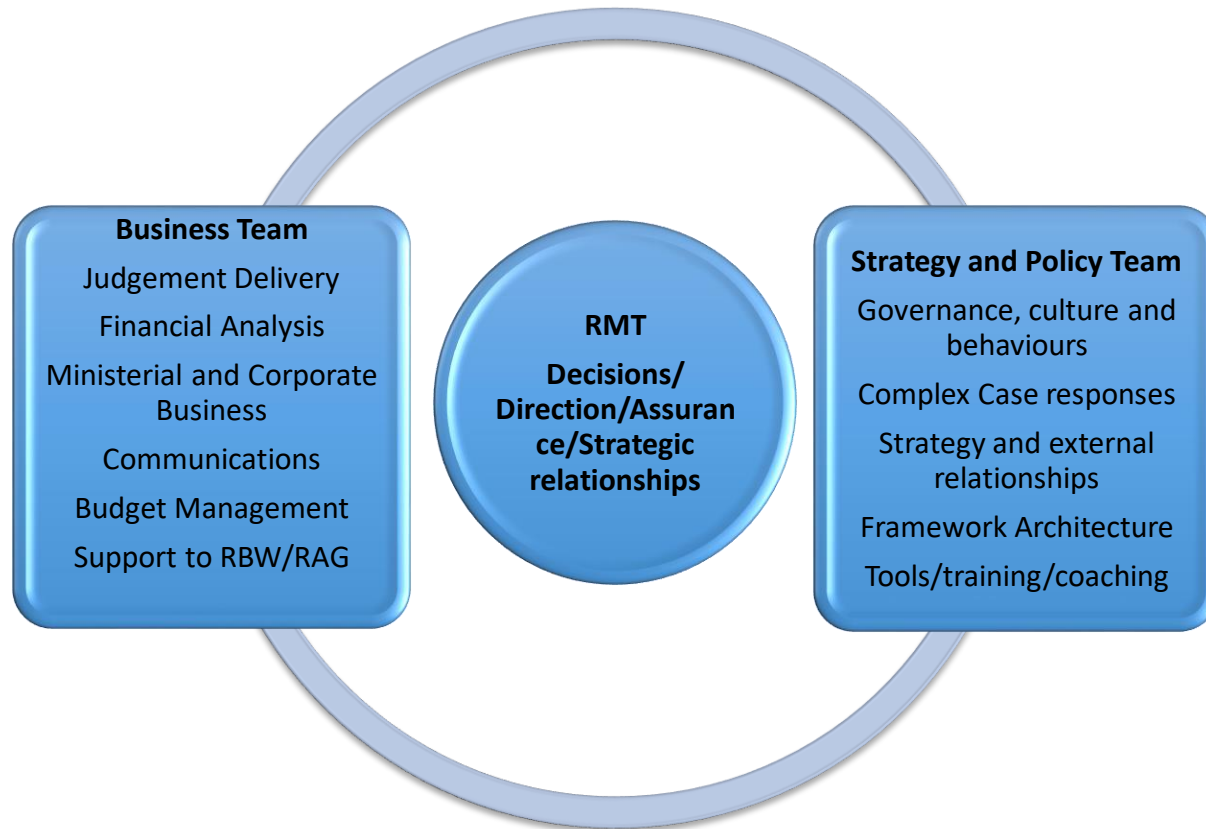 Business Team
Judgement Delivery
Financial Analysis
Ministerial and Corporate
Business
Communications
Budget Management
Support to RBW/RAG
RMT
Decisions/
Direction/Assuran
ce/Strategic
relationships
Strategy and Policy Team
Governance, culture and
behaviours
Complex Case responses
Strategy and external
relationships
Framework Architecture
Tools/training/coaching